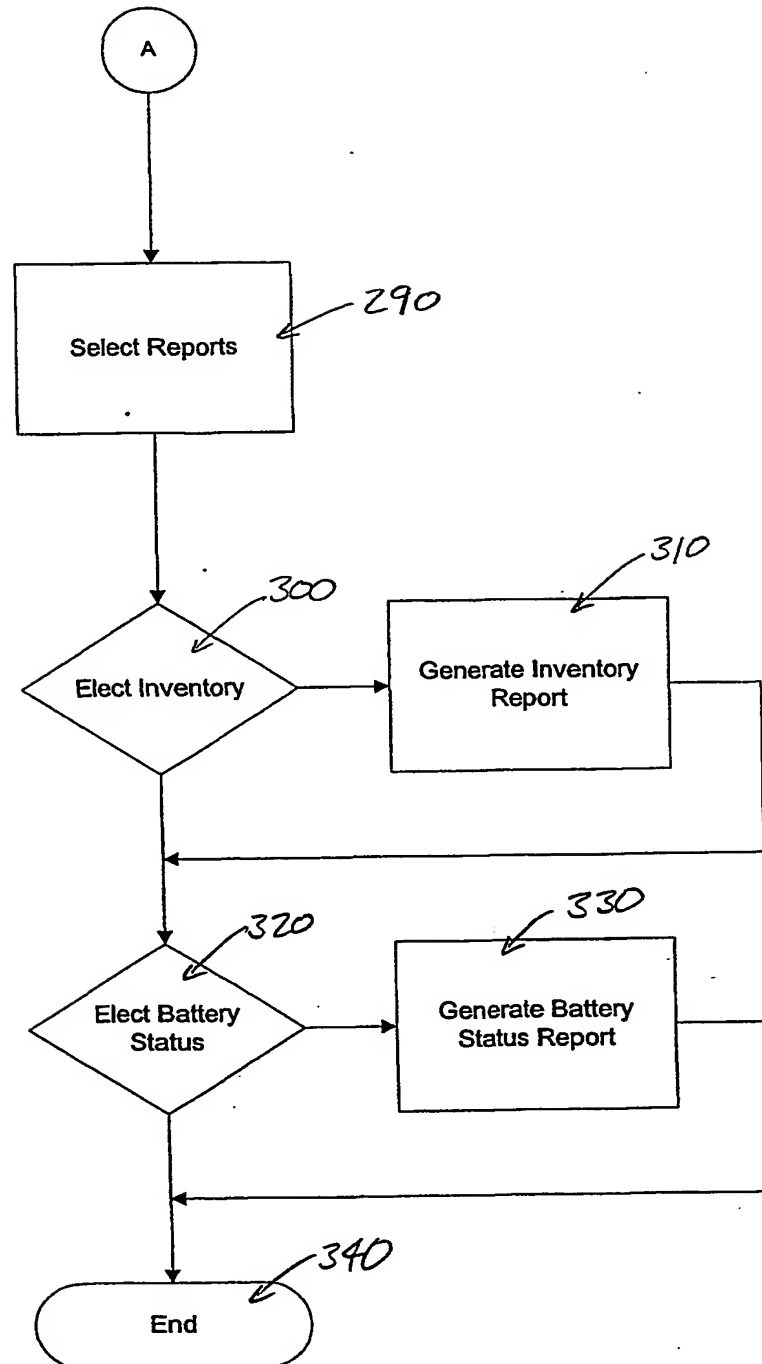 A
290
Select Reports
300
310
Elect Inventory
Generate Inventory
Report
320
330
Elect Battery
Status
Generate Battery
Status Report
340
End